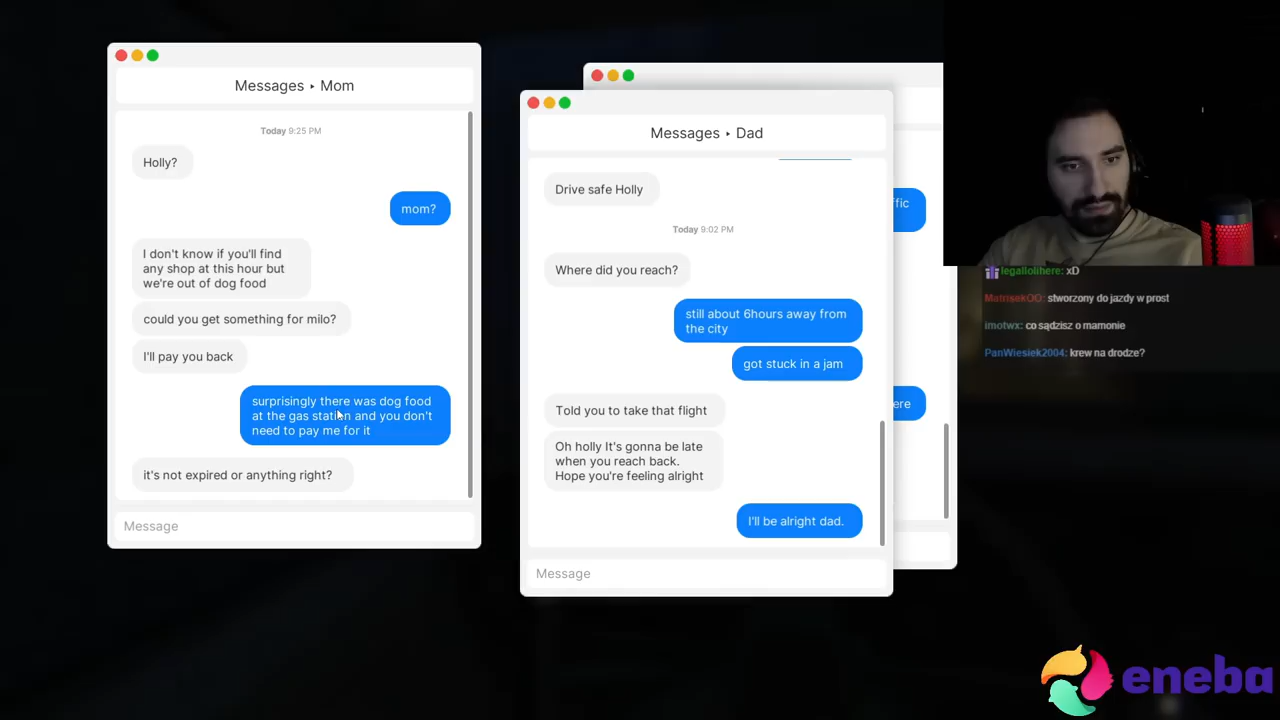 Messages ▸ Mom
Today 9:25 PM
Holly?
mom?
I don't know if you'll find
any shop at this hour but
we're out of dog food
could you get something for milo?
I'll pay you back
surprisingly there was dog food
at the gas station and you don't
need to pay me for it
it's not expired or anything right?
Message
Messages ▸ Dad
Drive safe Holly
Today 9:02 PM
Where did you reach?
still about 6hours away from
the city
got stuck in a jam
Told you to take that flight
Oh holly It's gonna be late
when you reach back.
Hope you're feeling alright
I'll be alright dad.
Message
ffic
ere
legallolihere: xD
MatrisekOO: stworzony do jazdy w prost
imotwx: co sądzisz o mamonie
PanWiesiek2004: krew na drodze?
eneba